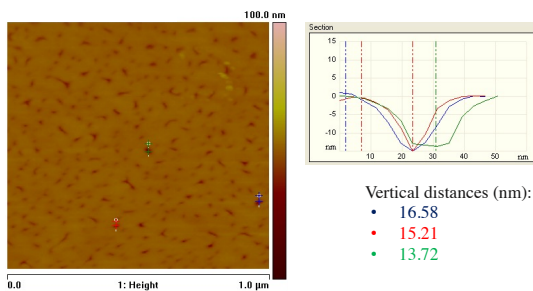 100.0 nm
0.0
1: Height
1.0 µm
Section
15
10
5
0
-5
-10
nm
10
20
30
40
50
nm
Vertical distances (nm):
• 16.58
• 15.21
• 13.72